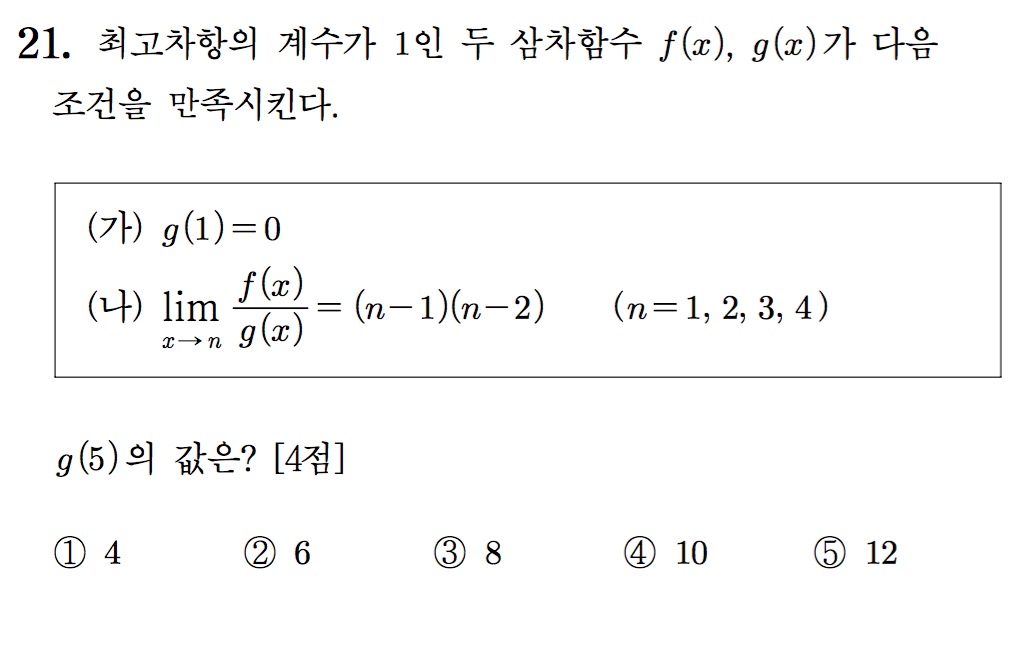 21. 최고차항의 계수가 1인 두 삼차함수 f(x), g(x)가 다음
조건을 만족시킨다.
(가) g(1)=0
(나) lim_{x→n} f(x)/g(x) = (n-1)(n-2) (n=1, 2, 3, 4)
g(5)의 값은? [4점]
① 4 ② 6 ③ 8 ④ 10 ⑤ 12